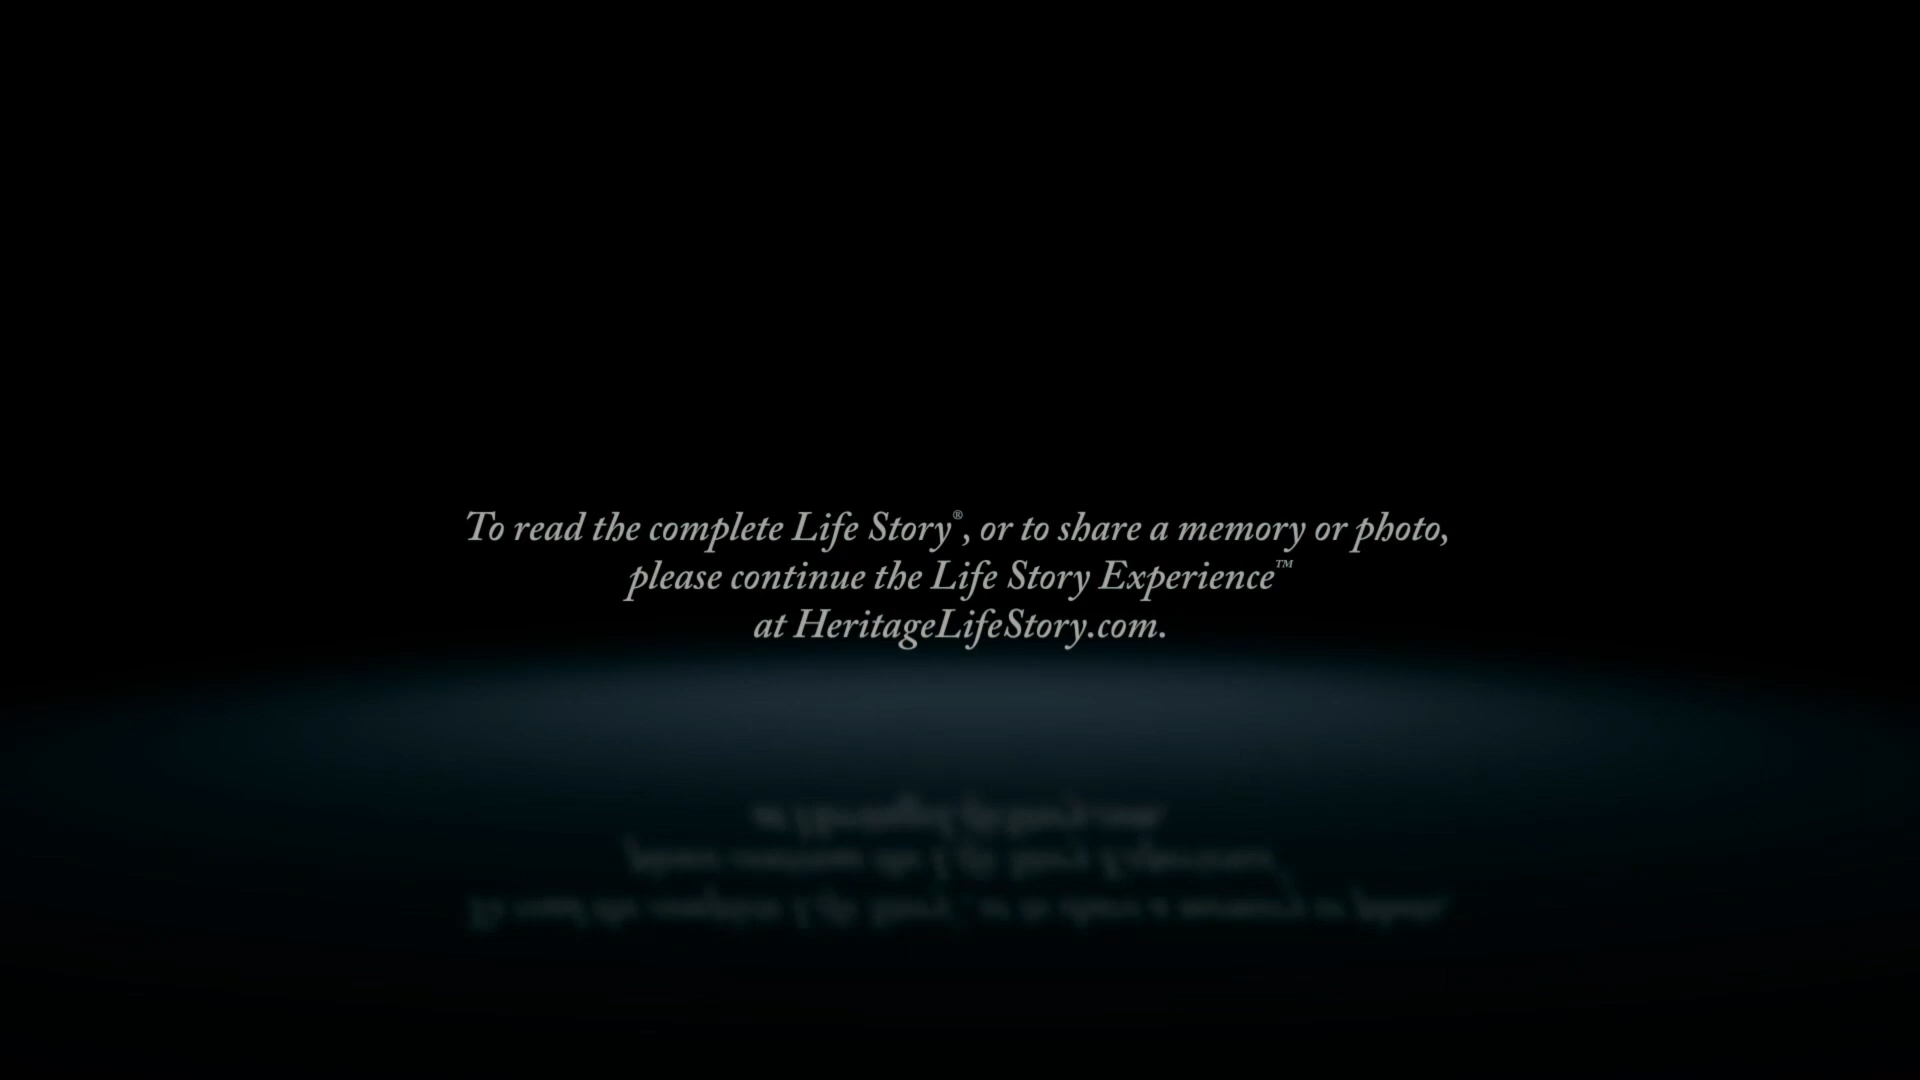 To read the complete Life Story®, or to share a memory or photo,
please continue the Life Story Experience™
at HeritageLifeStory.com.